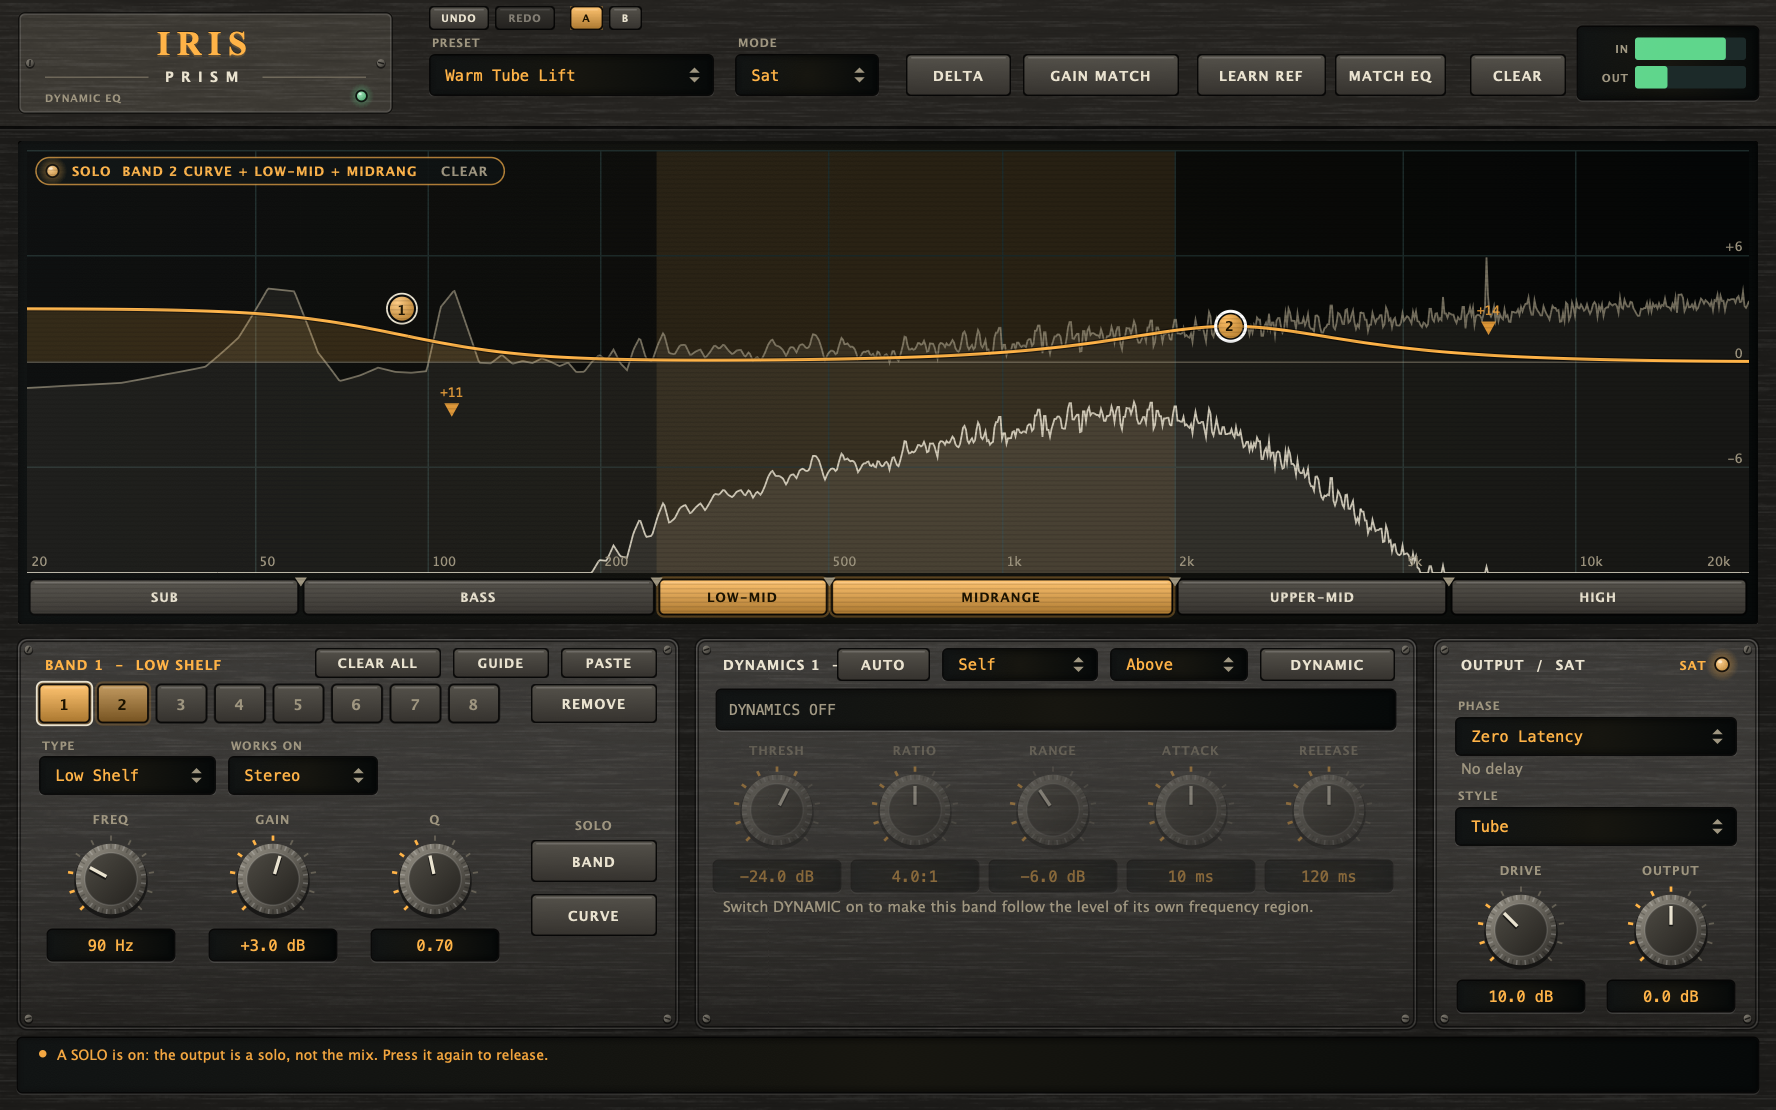 UNDO REDO A B
IRIS
PRISM
DYNAMIC EQ
PRESET MODE
Warm Tube Lift Sat DELTA GAIN MATCH LEARN REF MATCH EQ CLEAR
IN
OUT
SOLO BAND 2 CURVE + LOW-MID + MIDRANG CLEAR
+6
1 2 +14
0
+11
-6
20 50 100 200 500 1k 2k 5k 10k 20k
SUB BASS LOW-MID MIDRANGE UPPER-MID HIGH
BAND 1 - LOW SHELF CLEAR ALL GUIDE PASTE
1 2 3 4 5 6 7 8 REMOVE
TYPE WORKS ON
Low Shelf Stereo
FREQ GAIN Q SOLO
BAND
CURVE
90 Hz +3.0 dB 0.70
DYNAMICS 1 - AUTO Self Above DYNAMIC
DYNAMICS OFF
THRESH RATIO RANGE ATTACK RELEASE
-24.0 dB 4.0:1 -6.0 dB 10 ms 120 ms
Switch DYNAMIC on to make this band follow the level of its own frequency region.
OUTPUT / SAT SAT
PHASE
Zero Latency
No delay
STYLE
Tube
DRIVE OUTPUT
10.0 dB 0.0 dB
A SOLO is on: the output is a solo, not the mix. Press it again to release.